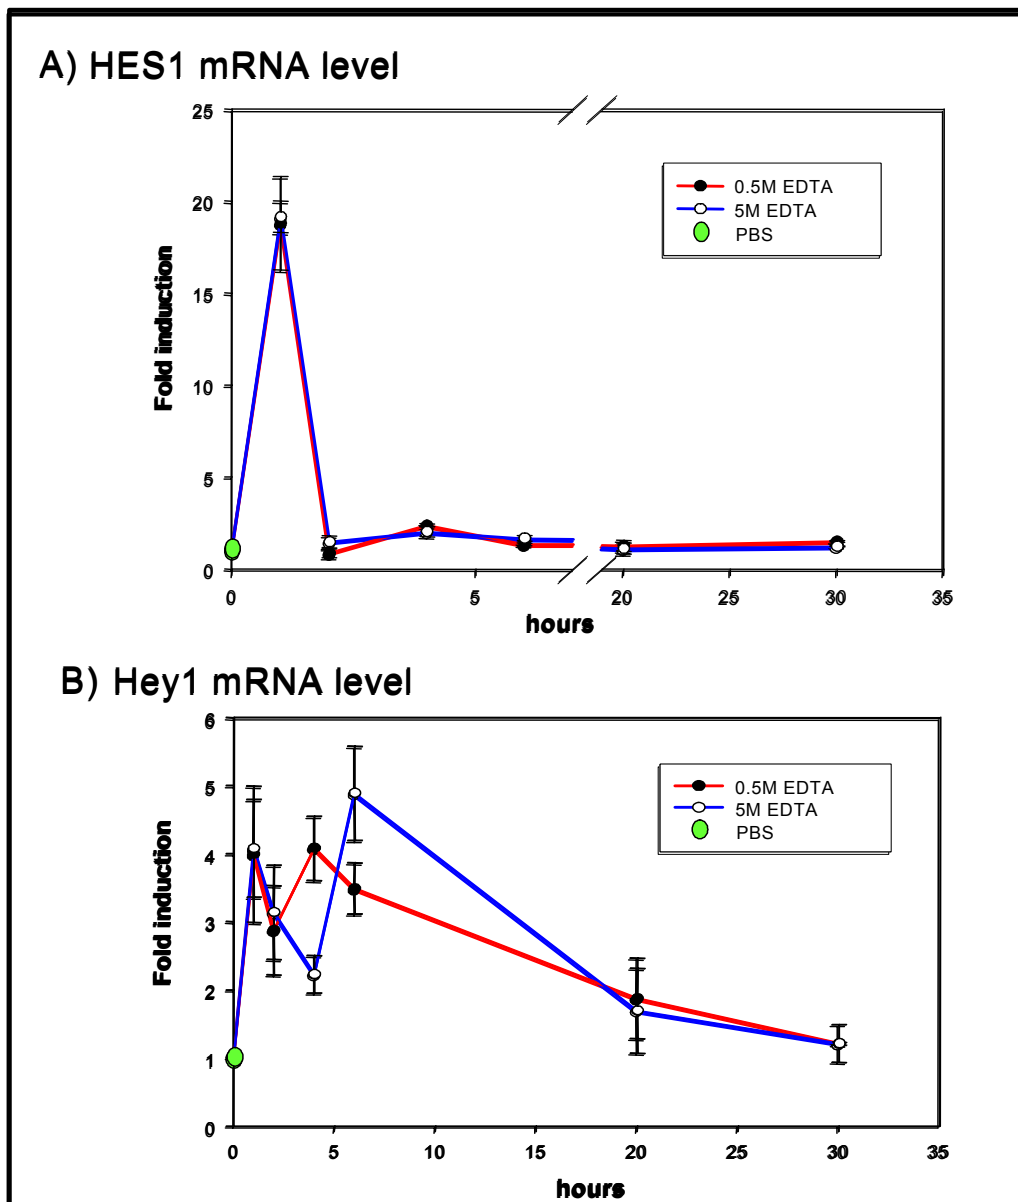 A) HES1 mRNA level
25
20
15
10
5
0
Fold induction
0.5M EDTA
5M EDTA
PBS
0 5 20 25 30 35
hours
B) Hey1 mRNA level
6
5
4
3
2
1
0
Fold induction
0.5M EDTA
5M EDTA
PBS
0 5 10 15 20 25 30 35
hours